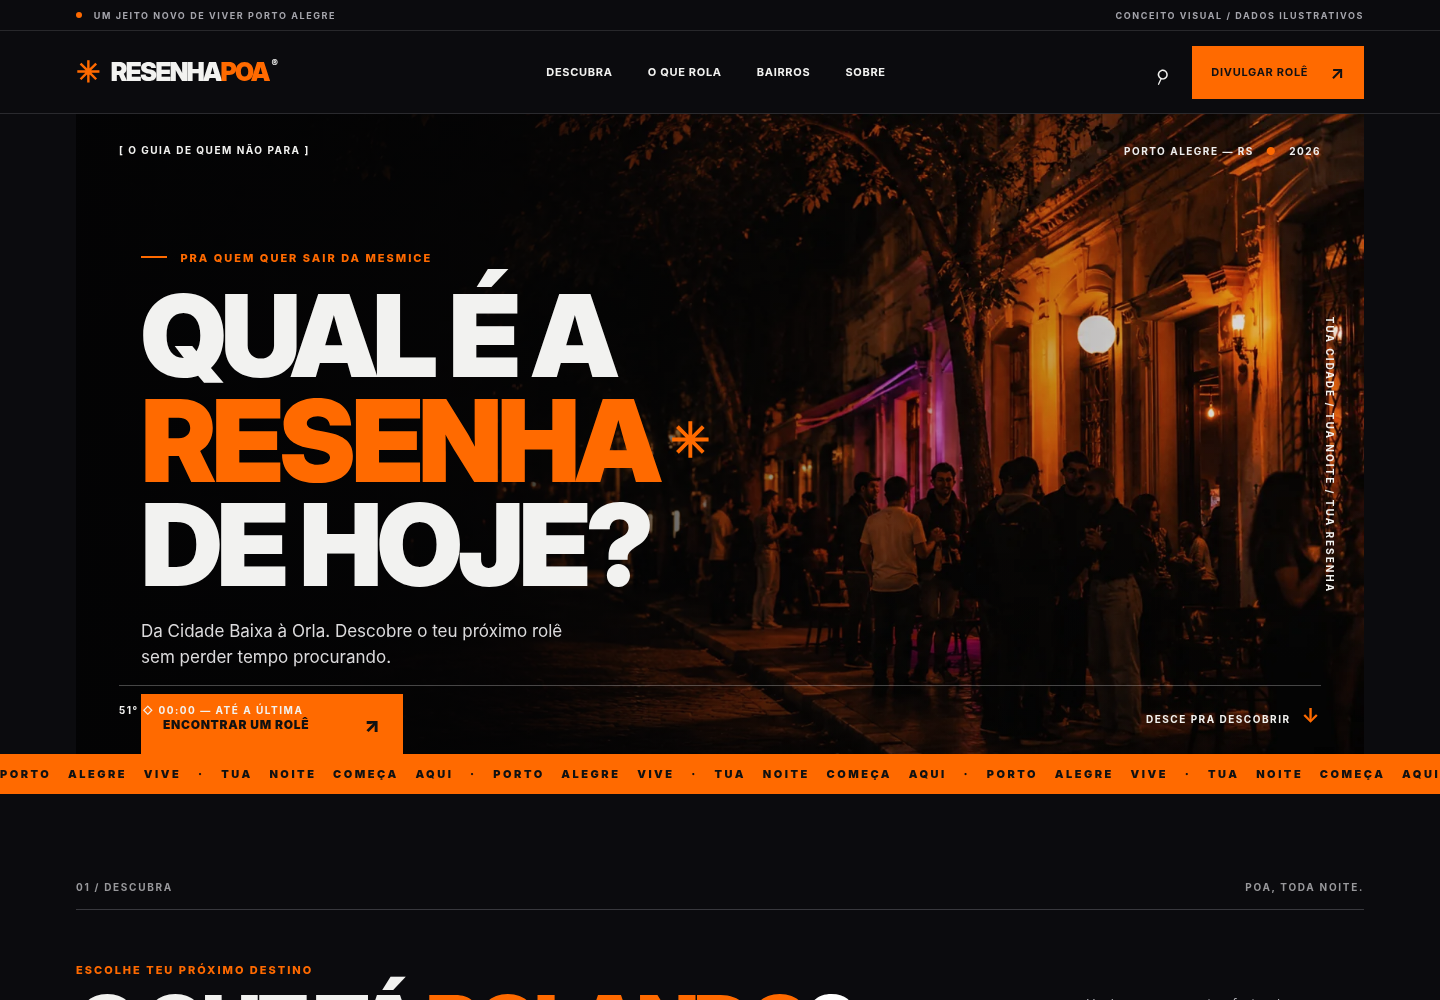 UM JEITO NOVO DE VIVER PORTO ALEGRE
CONCEITO VISUAL / DADOS ILUSTRATIVOS
RESENHAPOA®
DESCUBRA
O QUE ROLA
BAIRROS
SOBRE
DIVULGAR ROLÊ
[ O GUIA DE QUEM NÃO PARA ]
PORTO ALEGRE — RS
2026
PRA QUEM QUER SAIR DA MESMICE
QUAL É A
RESENHA
DE HOJE?
TUA CIDADE / TUA NOITE / TUA RESENHA
Da Cidade Baixa à Orla. Descobre o teu próximo rolê
sem perder tempo procurando.
51° ◇ 00:00 — ATÉ A ÚLTIMA
ENCONTRAR UM ROLÊ
DESCE PRA DESCOBRIR
PORTO ALEGRE VIVE · TUA NOITE COMEÇA AQUI · PORTO ALEGRE VIVE · TUA NOITE COMEÇA AQUI · PORTO ALEGRE VIVE · TUA NOITE COMEÇA AQUI
01 / DESCUBRA
POA, TODA NOITE.
ESCOLHE TEU PRÓXIMO DESTINO